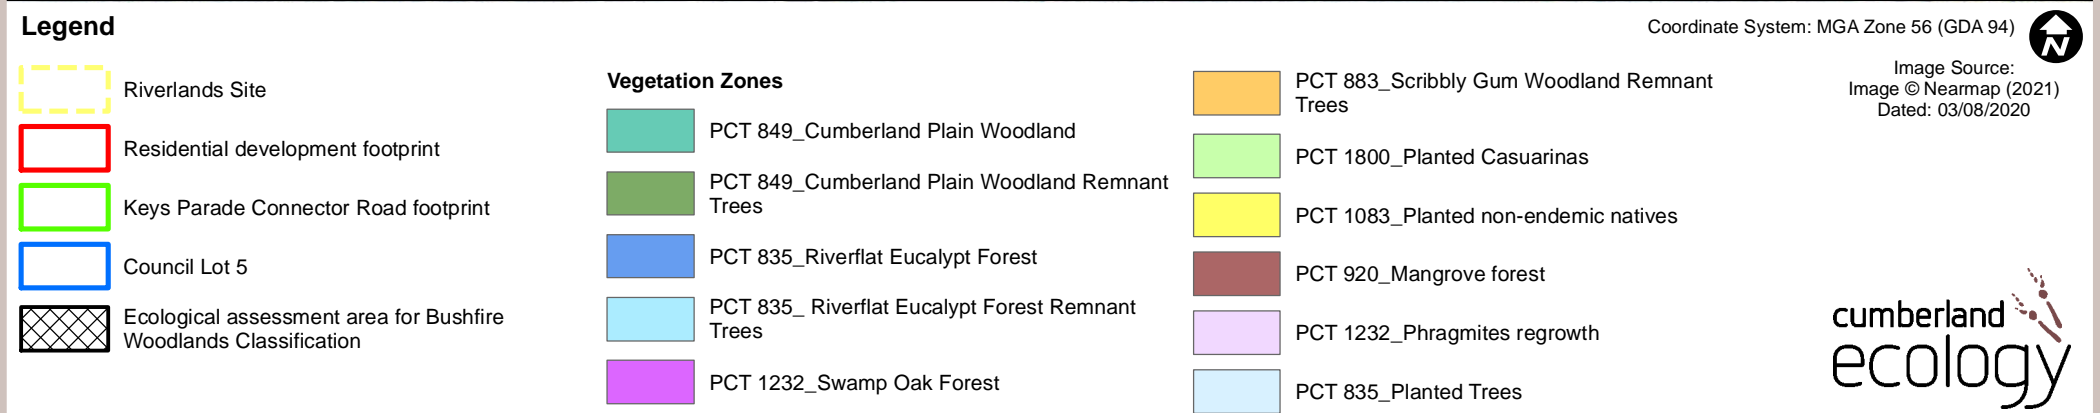 Legend
Riverlands Site
Residential development footprint
Keys Parade Connector Road footprint
Council Lot 5
Ecological assessment area for Bushfire
Woodlands Classification
Vegetation Zones
PCT 849_Cumberland Plain Woodland
PCT 849_Cumberland Plain Woodland Remnant
Trees
PCT 835_Riverflat Eucalypt Forest
PCT 835_ Riverflat Eucalypt Forest Remnant
Trees
PCT 1232_Swamp Oak Forest
PCT 883_Scribbly Gum Woodland Remnant
Trees
PCT 1800_Planted Casuarinas
PCT 1083_Planted non-endemic natives
PCT 920_Mangrove forest
PCT 1232_Phragmites regrowth
PCT 835_Planted Trees
Coordinate System: MGA Zone 56 (GDA 94)
N
Image Source:
Image © Nearmap (2021)
Dated: 03/08/2020
cumberland
ecology